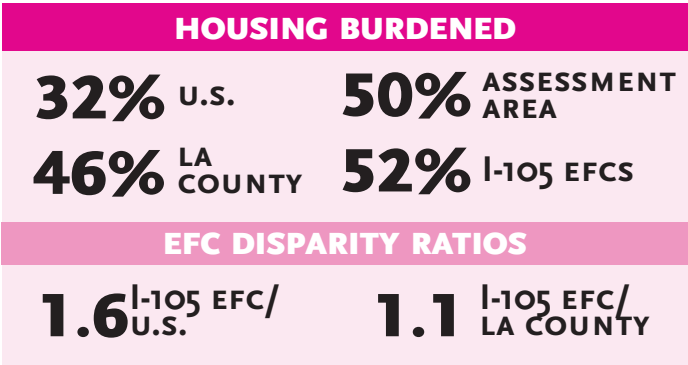 HOUSING BURDENED
32% U.S.
50% ASSESSMENT AREA
46% LA COUNTY
52% I-105 EFCS
EFC DISPARITY RATIOS
1.6 I-105 EFC/ U.S.
1.1 I-105 EFC/ LA COUNTY